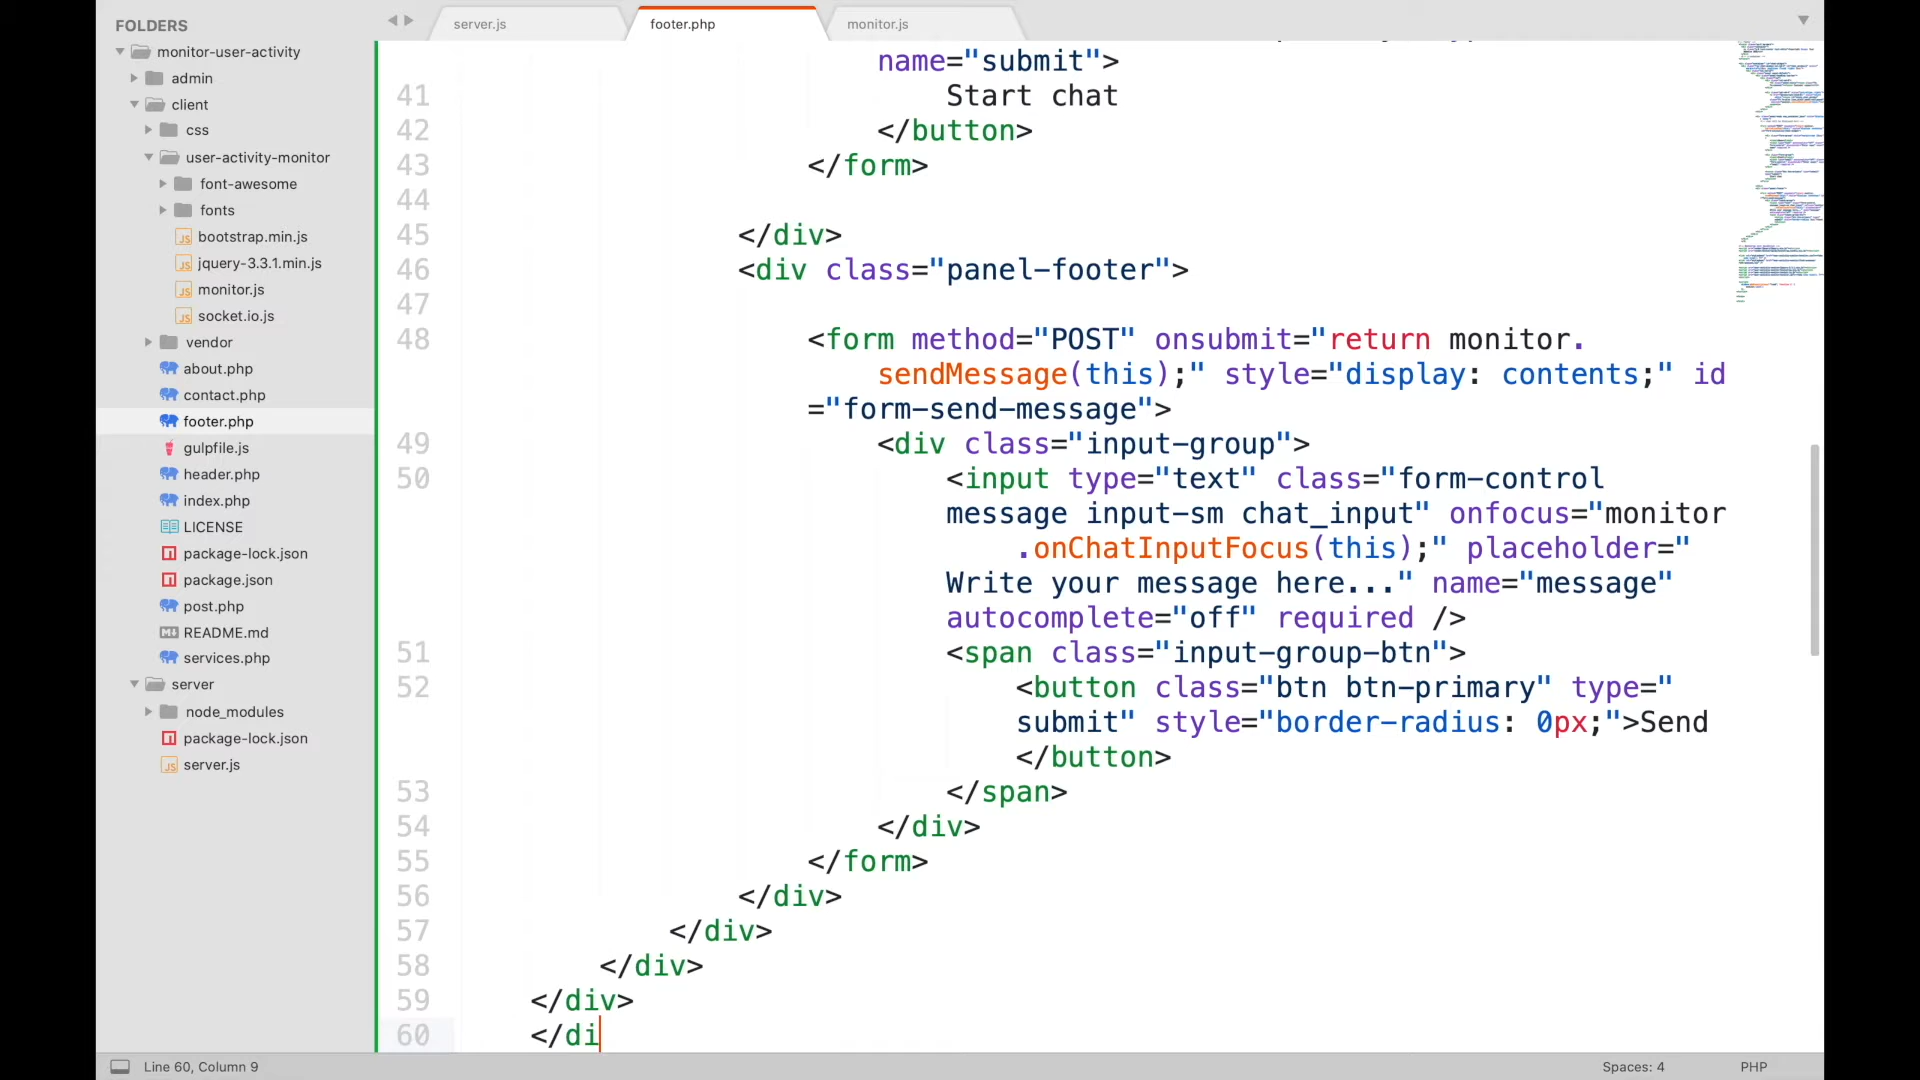 FOLDERS
monitor-user-activity
admin
client
css
user-activity-monitor
font-awesome
fonts
JS bootstrap.min.js
JS jquery-3.3.1.min.js
JS monitor.js
JS socket.io.js
vendor
about.php
contact.php
footer.php
gulpfile.js
header.php
index.php
LICENSE
package-lock.json
package.json
post.php
README.md
services.php
server
node_modules
package-lock.json
JS server.js
server.js
footer.php
monitor.js
name="submit">
41 Start chat
42 </button>
43 </form>
44
45 </div>
46 <div class="panel-footer">
47
48 <form method="POST" onsubmit="return monitor.
sendMessage(this);" style="display: contents;" id
="form-send-message">
49 <div class="input-group">
50 <input type="text" class="form-control
message input-sm chat_input" onfocus="monitor
.onChatInputFocus(this);" placeholder="
Write your message here..." name="message"
autocomplete="off" required />
51 <span class="input-group-btn">
52 <button class="btn btn-primary" type="
submit" style="border-radius: 0px;">Send
</button>
53 </span>
54 </div>
55 </form>
56 </div>
57 </div>
58 </div>
59 </div>
60 </di
Line 60, Column 9
Spaces: 4
PHP